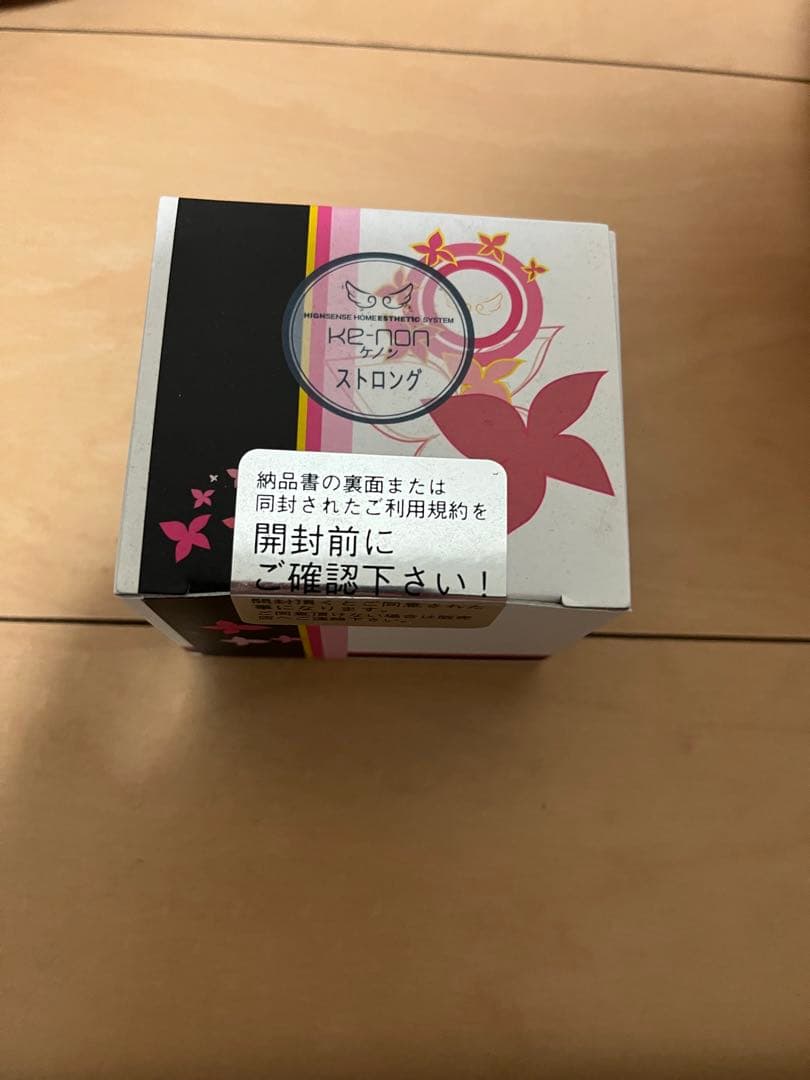 HIGHSENSE HOME ESTHETIC SYSTEM
Ke-non
ケノン
ストロング
納品書の裏面または
同封されたご利用規約を
開封前に
ご確認下さい！